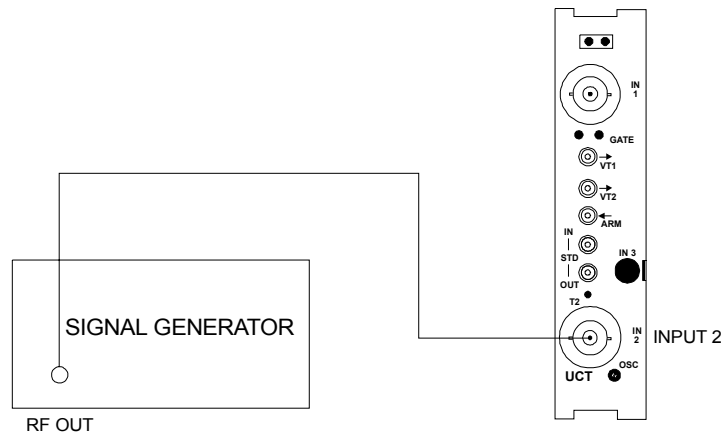 IN
1
GATE
VT1
VT2
ARM
IN
STD
IN 3
OUT
T2
SIGNAL GENERATOR
IN
2
INPUT 2
OSC
UCT
RF OUT